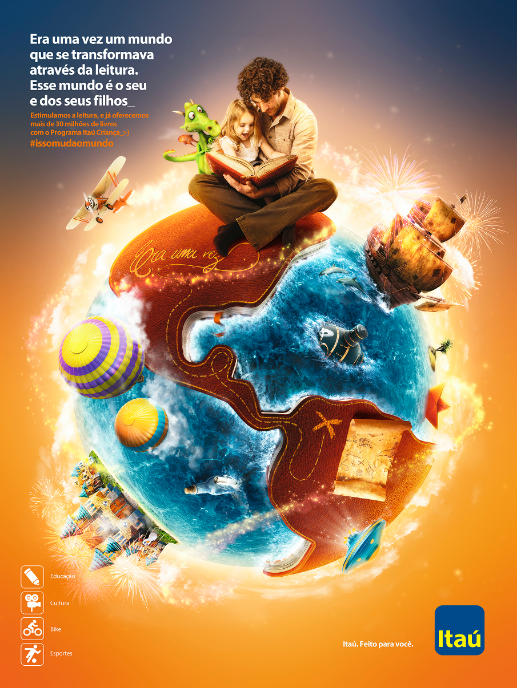 Era uma vez um mundo
que se transformava
através da leitura.
Esse mundo é o seu
e dos seus filhos_
Estimulamos a leitura, e já oferecemos
mais de 30 milhões de livros
com o Programa Itaú Criança_:)
#issomudaomundo
Era uma vez
Educação
Cultura
Bike
Esportes
Itaú. Feito para você.
Itaú